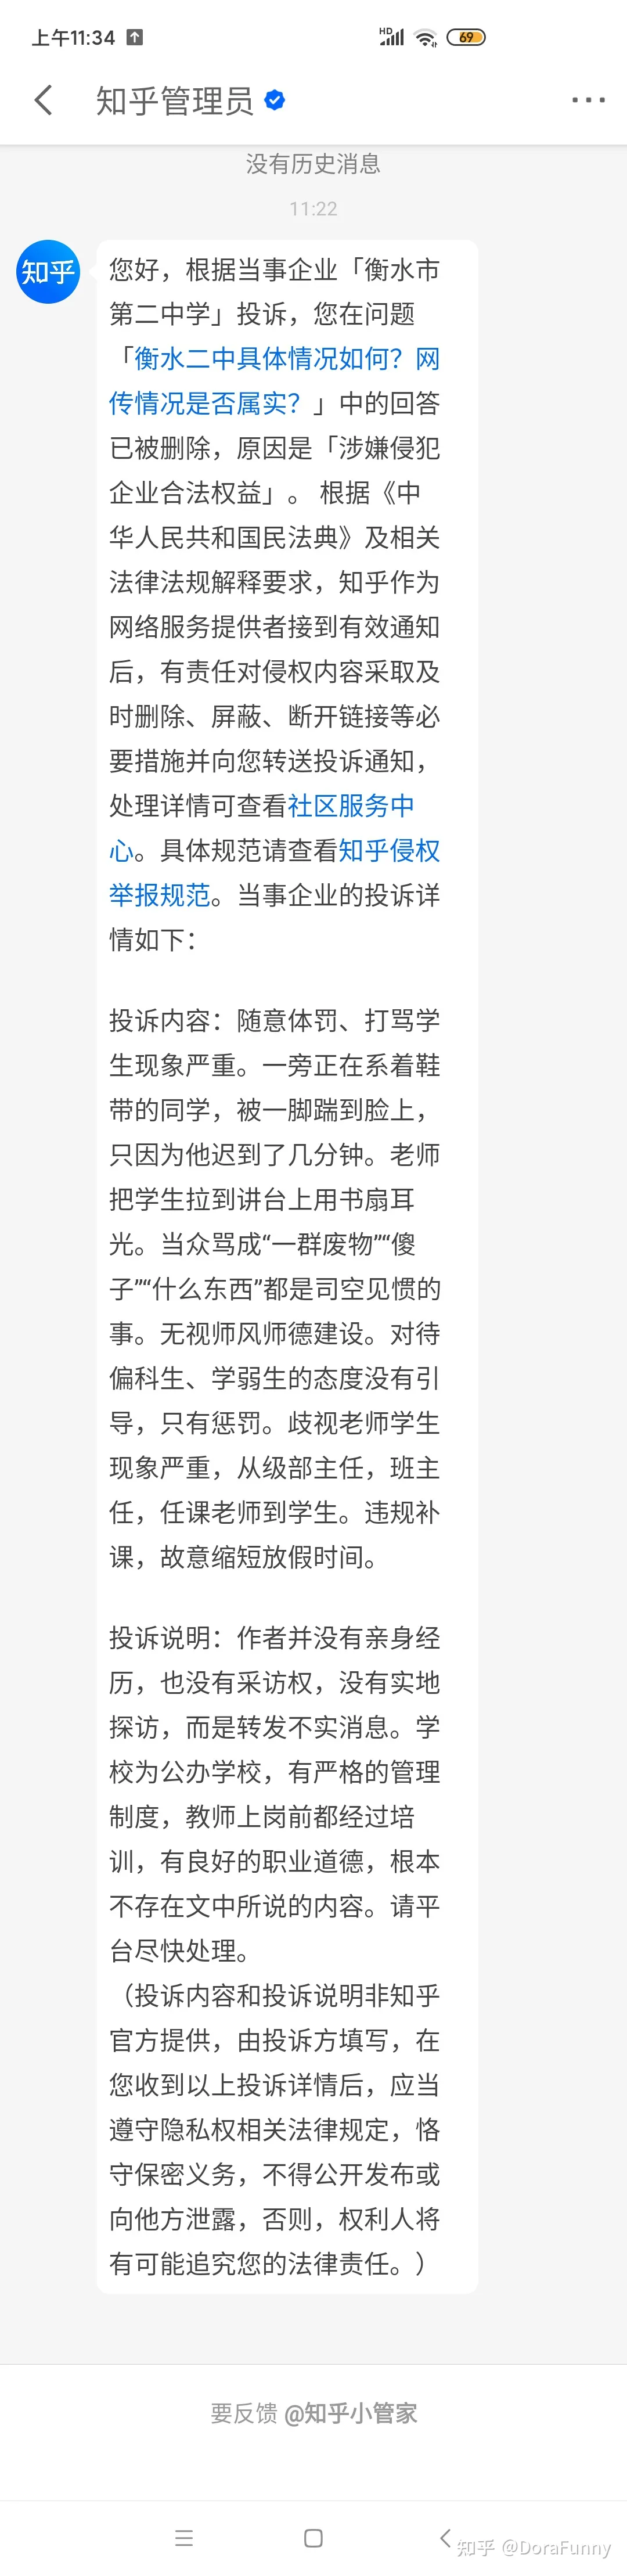 上午11:34
HD
69
知乎管理员
没有历史消息
11:22
知乎
您好，根据当事企业「衡水市
第二中学」投诉，您在问题
「衡水二中具体情况如何？网
传情况是否属实？」中的回答
已被删除，原因是「涉嫌侵犯
企业合法权益」。 根据《中
华人民共和国民法典》及相关
法律法规解释要求，知乎作为
网络服务提供者接到有效通知
后，有责任对侵权内容采取及
时删除、屏蔽、断开链接等必
要措施并向您转送投诉通知，
处理详情可查看社区服务中
心。具体规范请查看知乎侵权
举报规范。当事企业的投诉详
情如下：
投诉内容：随意体罚、打骂学
生现象严重。一旁正在系着鞋
带的同学，被一脚踹到脸上，
只因为他迟到了几分钟。老师
把学生拉到讲台上用书扇耳
光。当众骂成“一群废物”“傻
子”“什么东西”都是司空见惯的
事。无视师风师德建设。对待
偏科生、学弱生的态度没有引
导，只有惩罚。歧视老师学生
现象严重，从级部主任，班主
任，任课老师到学生。违规补
课，故意缩短放假时间。
投诉说明：作者并没有亲身经
历，也没有采访权，没有实地
探访，而是转发不实消息。学
校为公办学校，有严格的管理
制度，教师上岗前都经过培
训，有良好的职业道德，根本
不存在文中所说的内容。请平
台尽快处理。
（投诉内容和投诉说明非知乎
官方提供，由投诉方填写，在
您收到以上投诉详情后，应当
遵守隐私权相关法律规定，恪
守保密义务，不得公开发布或
向他方泄露，否则，权利人将
有可能追究您的法律责任。）
要反馈 @知乎小管家
知乎 @DoraFunny